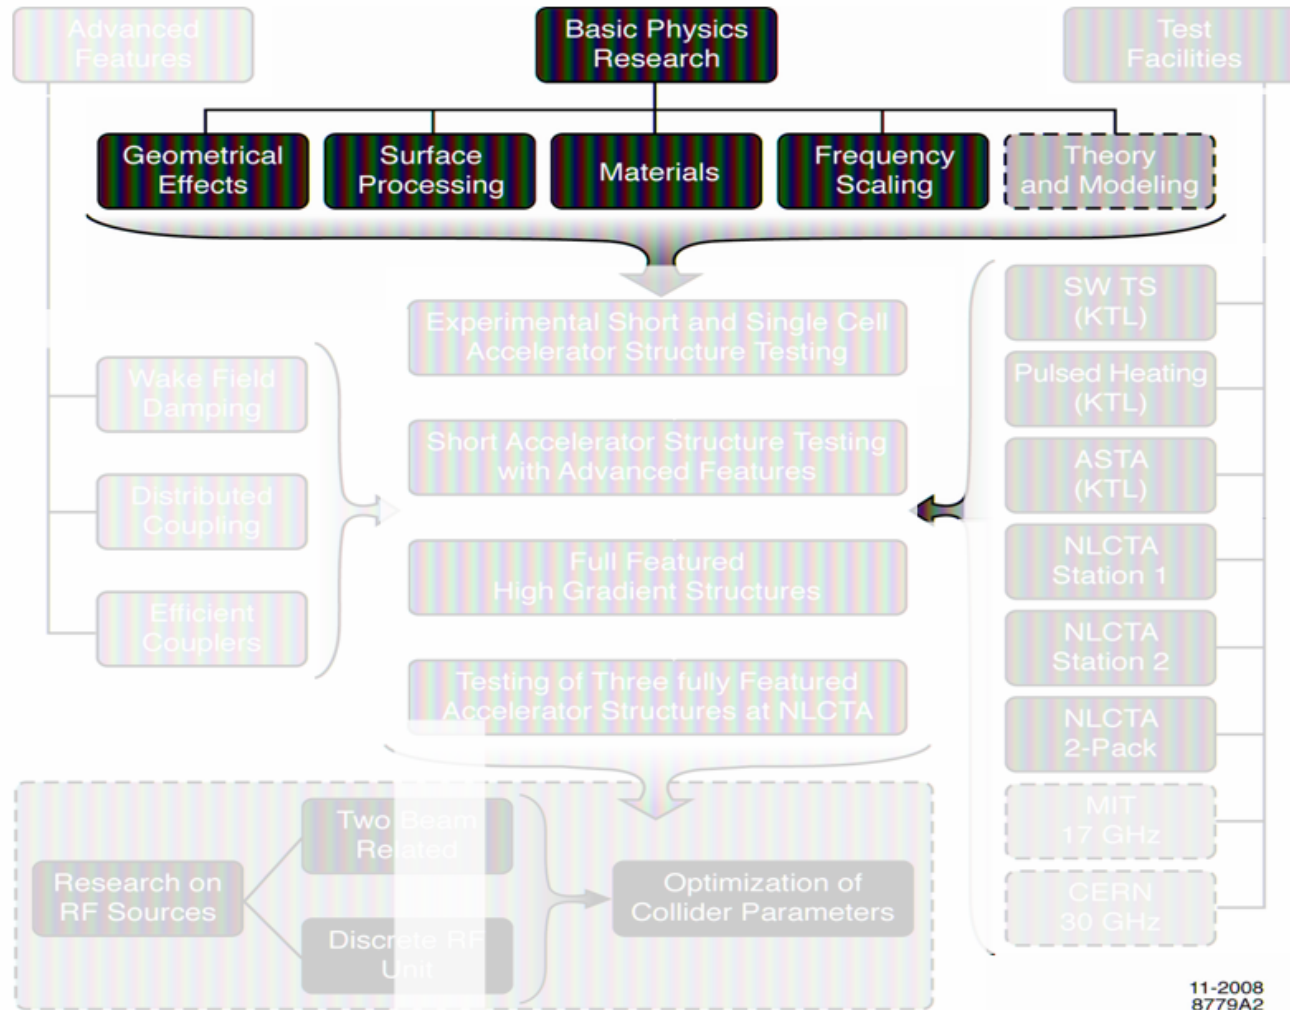 Advanced
Features
Basic Physics
Research
Test
Facilities
Geometrical
Effects
Surface
Processing
Materials
Frequency
Scaling
Theory
and Modeling
Experimental Short and Single Cell
Accelerator Structure Testing
Short Accelerator Structure Testing
with Advanced Features
Full Featured
High Gradient Structures
Testing of Three fully Featured
Accelerator Structures at NLCTA
Wake Field
Damping
Distributed
Coupling
Efficient
Couplers
SW TS
(KTL)
Pulsed Heating
(KTL)
ASTA
(KTL)
NLCTA
Station 1
NLCTA
Station 2
NLCTA
2-Pack
MIT
17 GHz
CERN
30 GHz
Research on
RF Sources
Two Beam
Related
Discrete RF
Unit
Optimization of
Collider Parameters
11-2008
8779A2